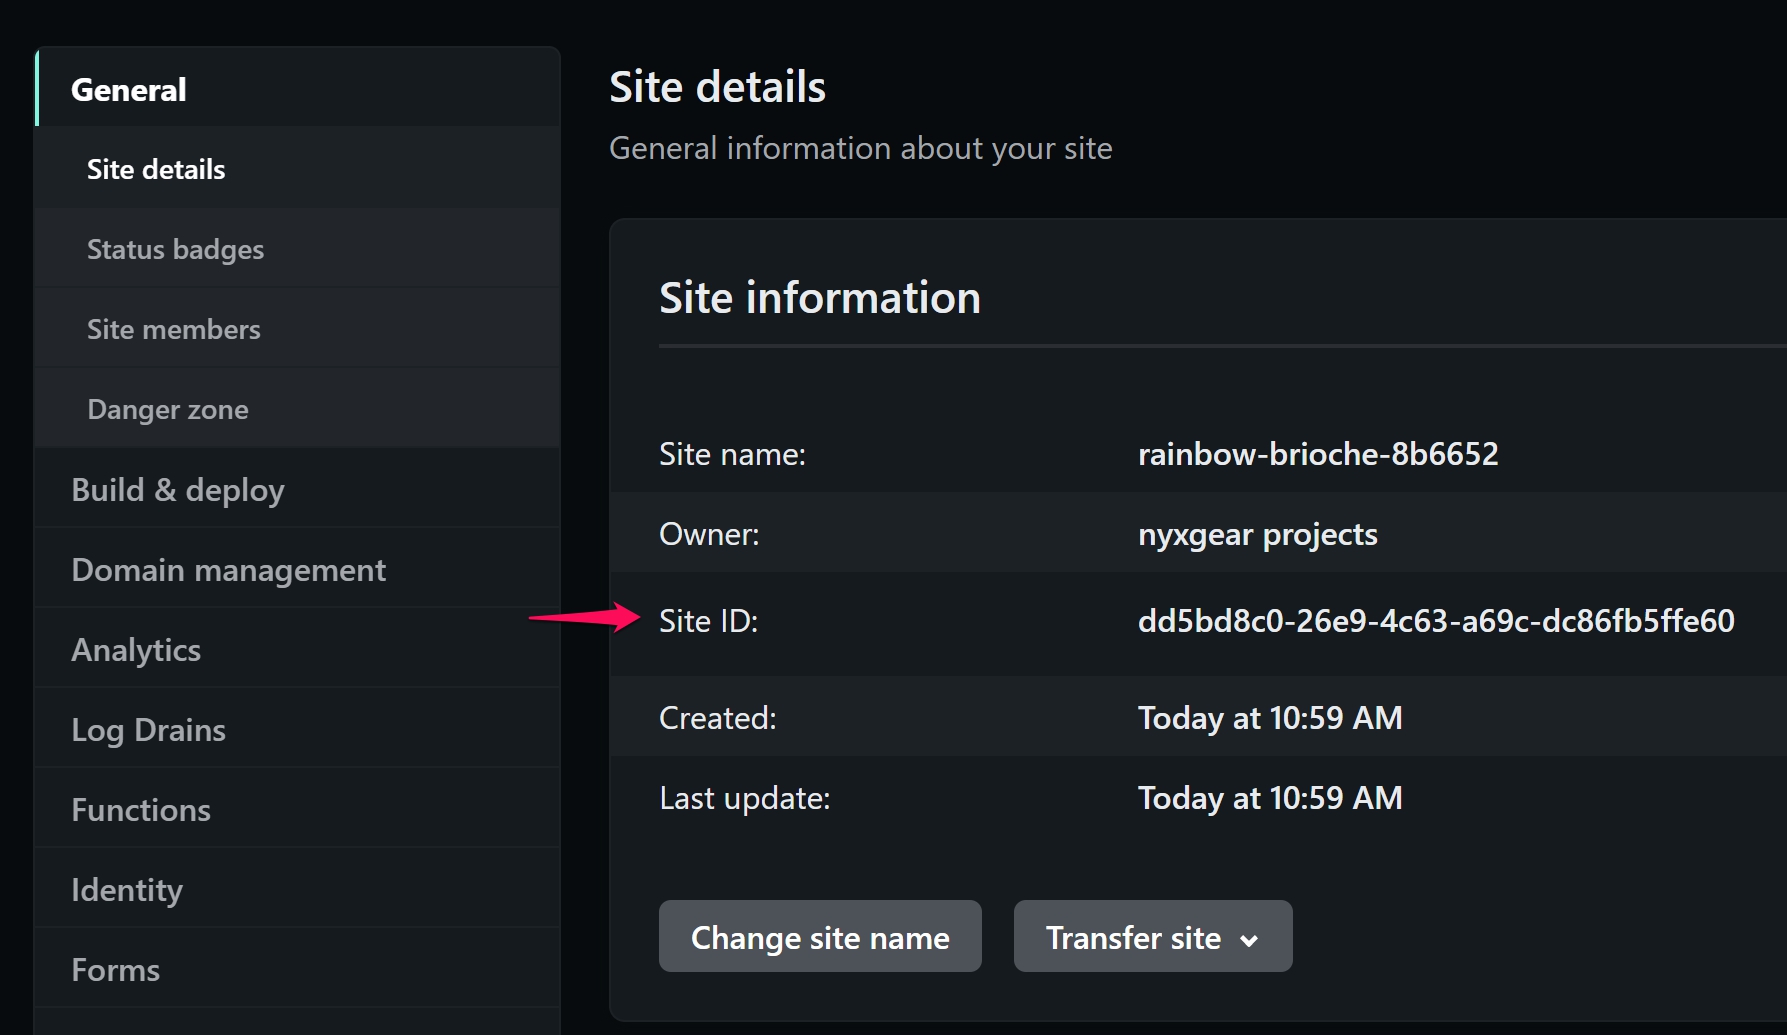 General
Site details
Status badges
Site members
Danger zone
Build & deploy
Domain management
Analytics
Log Drains
Functions
Identity
Forms
Site details
General information about your site
Site information
Site name: rainbow-brioche-8b6652
Owner: nyxgear projects
Site ID: dd5bd8c0-26e9-4c63-a69c-dc86fb5ffe60
Created: Today at 10:59 AM
Last update: Today at 10:59 AM
Change site name Transfer site